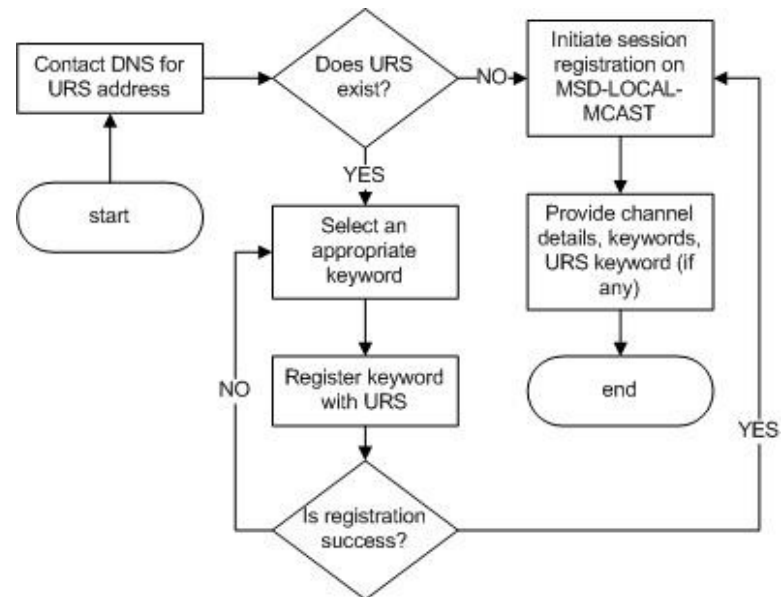 start
Contact DNS for
URS address
Does URS
exist?
NO
YES
Initiate session
registration on
MSD-LOCAL-
MCAST
Provide channel
details, keywords,
URS keyword (if
any)
end
Select an
appropriate
keyword
Register keyword
with URS
Is registration
success?
NO
YES